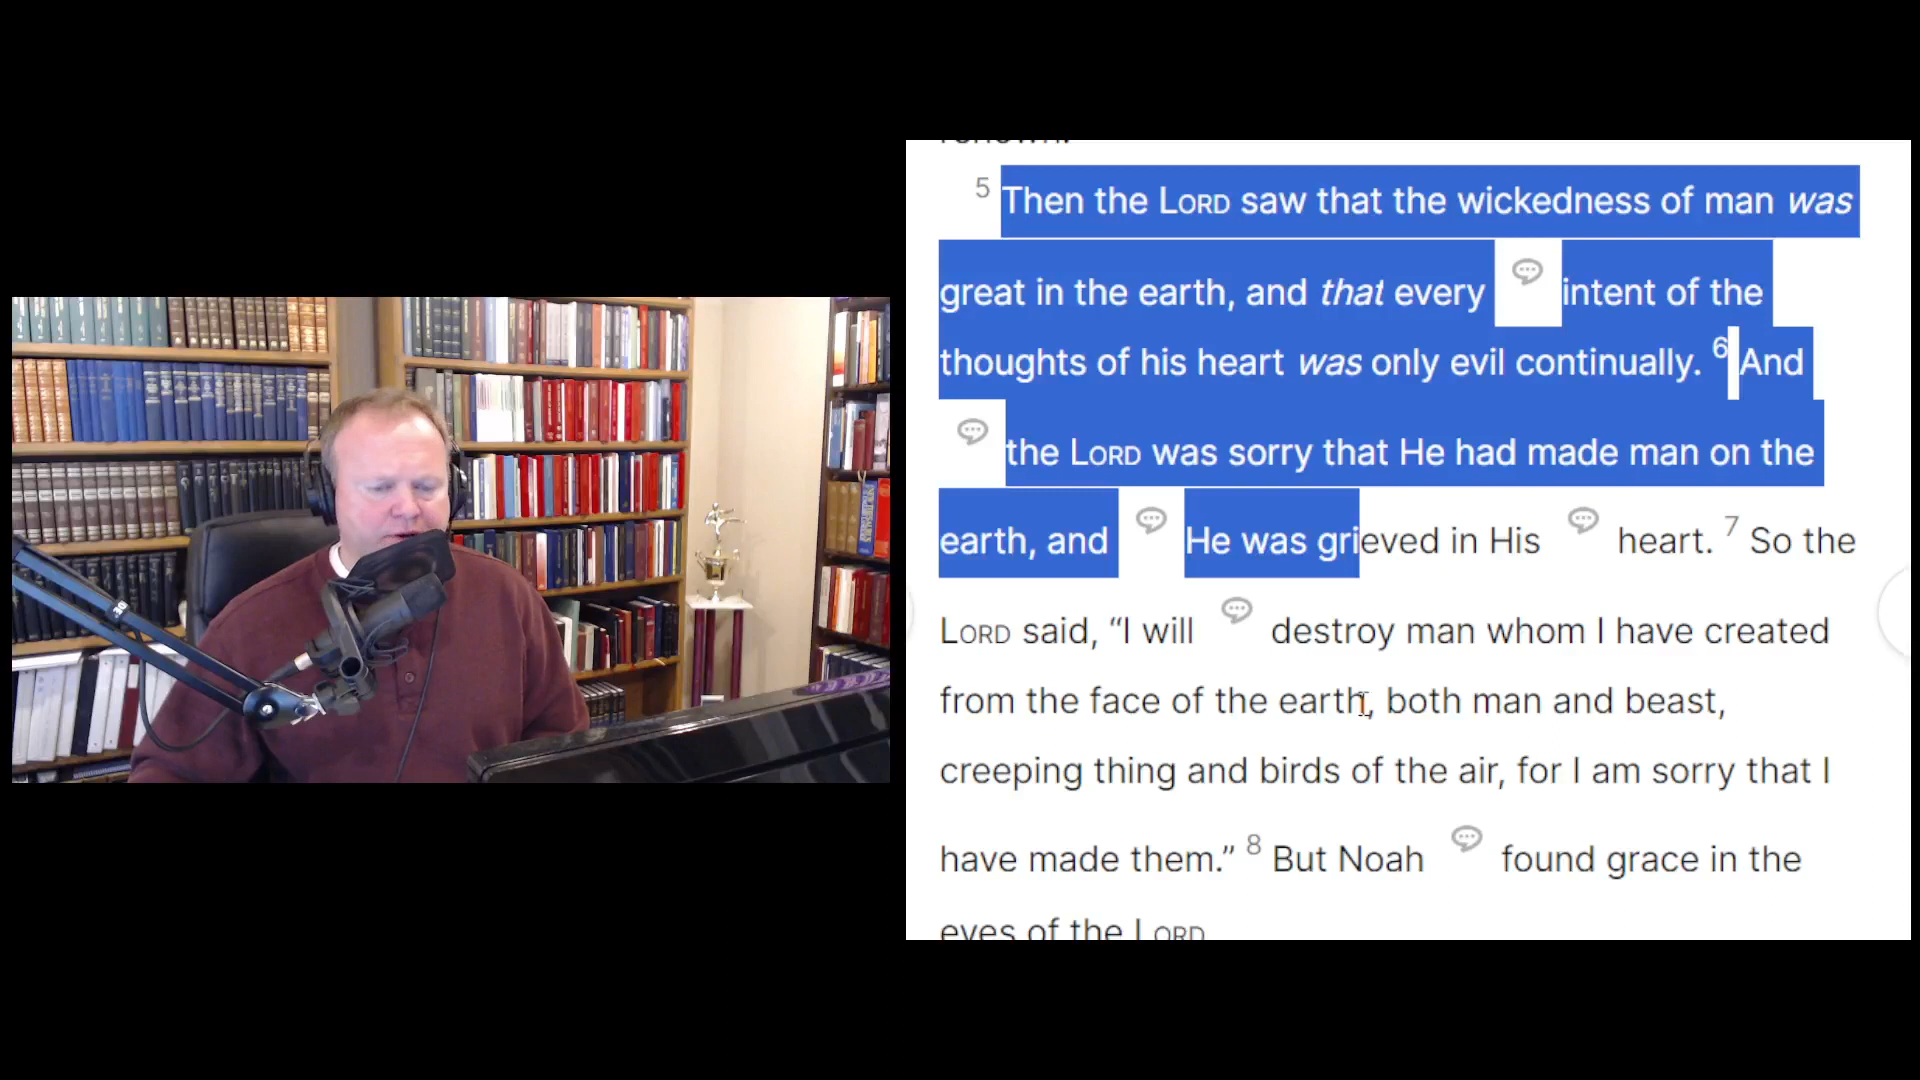 renown.
5 Then the LORD saw that the wickedness of man was
great in the earth, and that every intent of the
thoughts of his heart was only evil continually. 6 And
the LORD was sorry that He had made man on the
earth, and He was grieved in His heart. 7 So the
LORD said, “I will destroy man whom I have created
from the face of the earth, both man and beast,
creeping thing and birds of the air, for I am sorry that I
have made them.” 8 But Noah found grace in the
eyes of the LORD
30